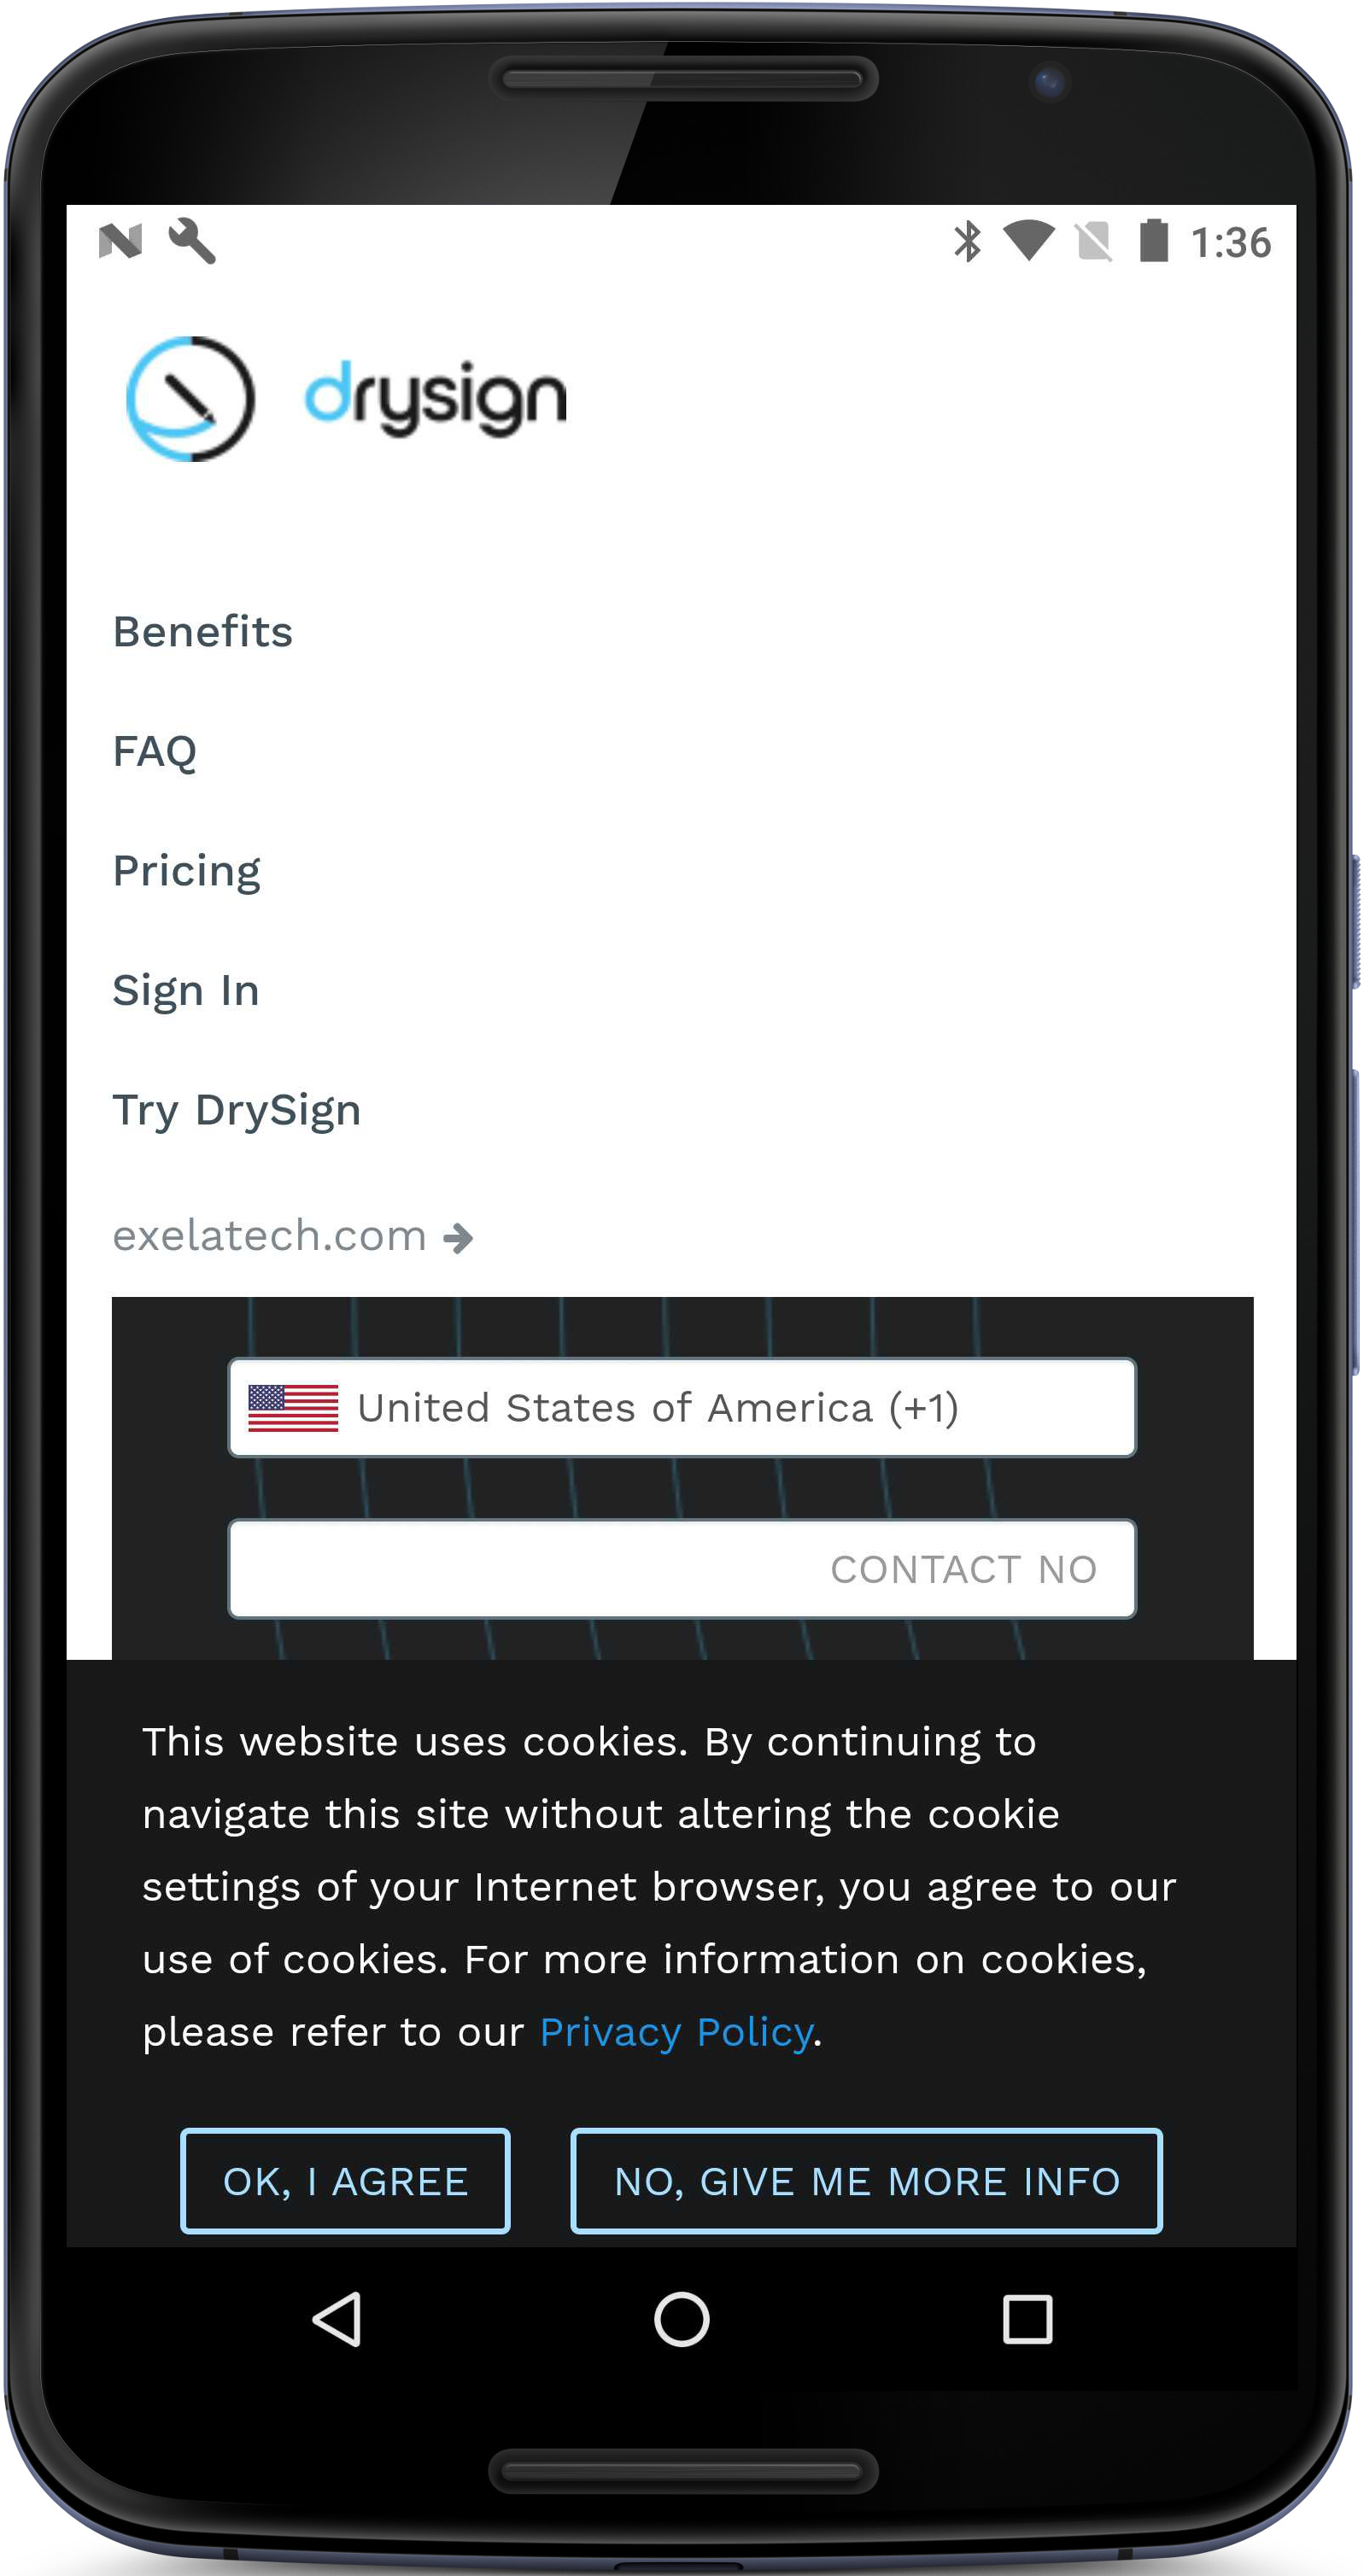 1:36
drysign
Benefits
FAQ
Pricing
Sign In
Try DrySign
exelatech.com
United States of America (+1)
CONTACT NO
This website uses cookies. By continuing to
navigate this site without altering the cookie
settings of your Internet browser, you agree to our
use of cookies. For more information on cookies,
please refer to our Privacy Policy.
OK, I AGREE
NO, GIVE ME MORE INFO